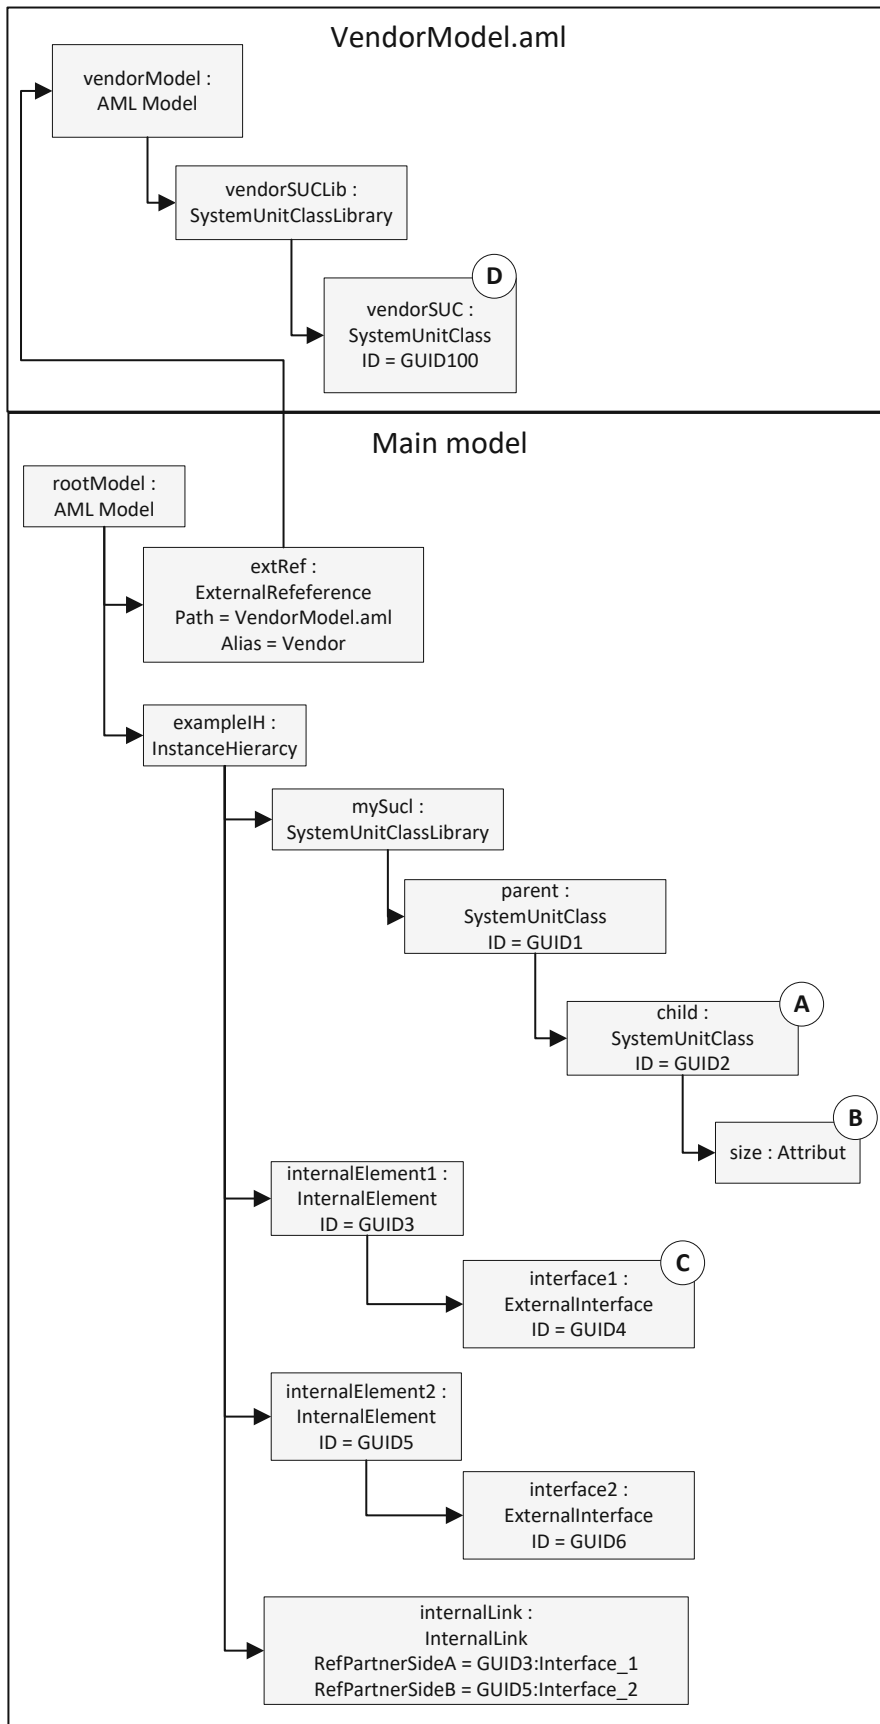 VendorModel.aml
vendorModel :
AML Model
vendorSUCLib :
SystemUnitClassLibrary
D
vendorSUC :
SystemUnitClass
ID = GUID100
Main model
rootModel :
AML Model
extRef :
ExternalRefeference
Path = VendorModel.aml
Alias = Vendor
exampleIH :
InstanceHierarcy
mySucl :
SystemUnitClassLibrary
parent :
SystemUnitClass
ID = GUID1
A
child :
SystemUnitClass
ID = GUID2
B
size : Attribut
internalElement1 :
InternalElement
ID = GUID3
C
interface1 :
ExternalInterface
ID = GUID4
internalElement2 :
InternalElement
ID = GUID5
interface2 :
ExternalInterface
ID = GUID6
internalLink :
InternalLink
RefPartnerSideA = GUID3:Interface_1
RefPartnerSideB = GUID5:Interface_2